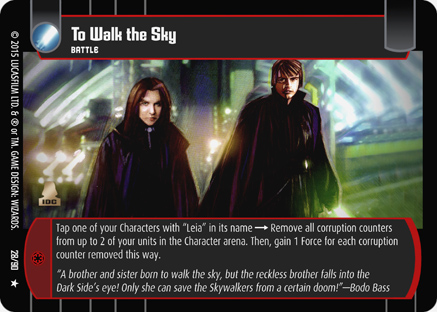 To Walk the Sky
BATTLE
© 2015 LUCASFILM LTD. & ® or TM. GAME DESIGN: WIZARDS.
28/90
IDC
Tap one of your Characters with “Leia” in its name → Remove all corruption counters
from up to 2 of your units in the Character arena. Then, gain 1 Force for each corruption
counter removed this way.
“A brother and sister born to walk the sky, but the reckless brother falls into the
Dark Side’s eye! Only she can save the Skywalkers from a certain doom!”—Bodo Bass